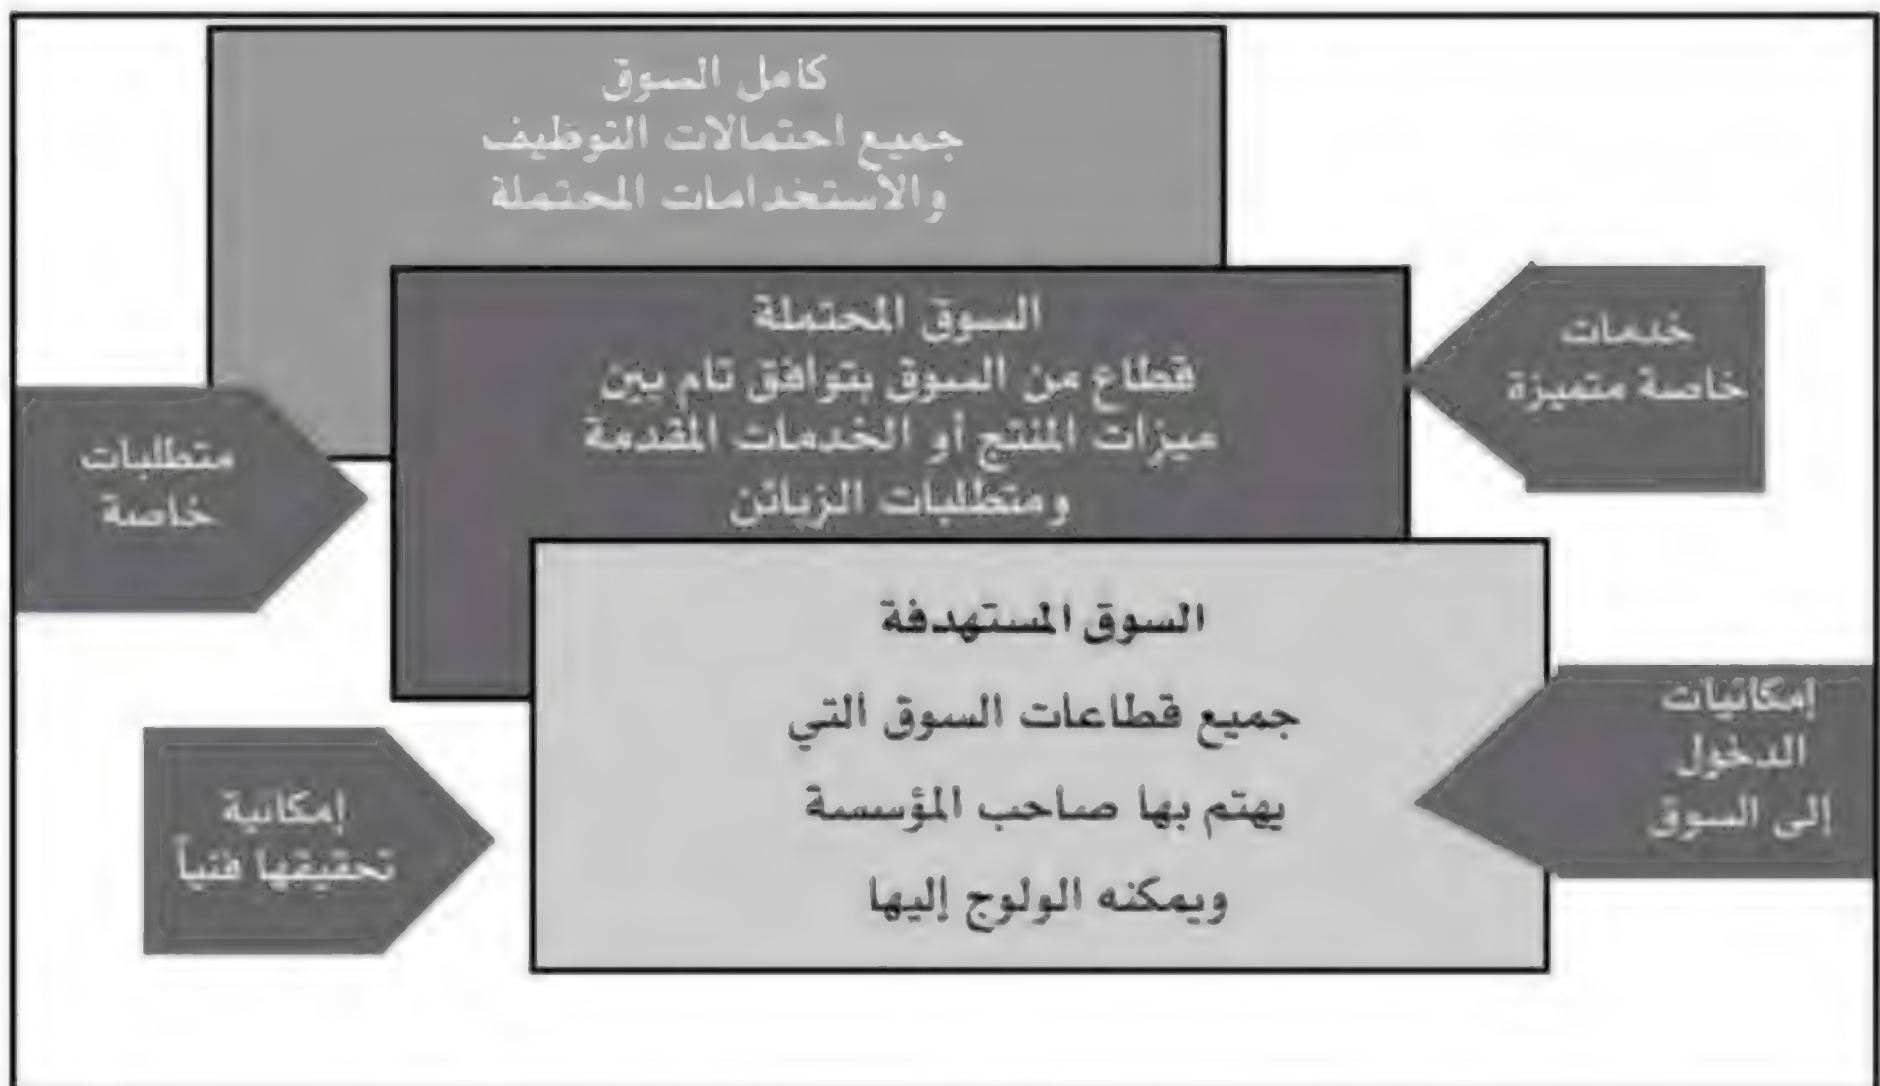 كامل السوق
جميع احتمالات التوظيف
والاستخدامات المحتملة
السوق المحتملة
قطاع من السوق بتوافق تام بين
ميزات المنتج أو الخدمات المقدمة
ومتطلبات الزبائن
خدمات
خاصة متميزة
متطلبات
خاصة
السوق المستهدفة
جميع قطاعات السوق التي
يهتم بها صاحب المؤسسة
ويمكنه الولوج إليها
إمكانيات
الدخول
إلى السوق
إمكانية
تحقيقها فنياً